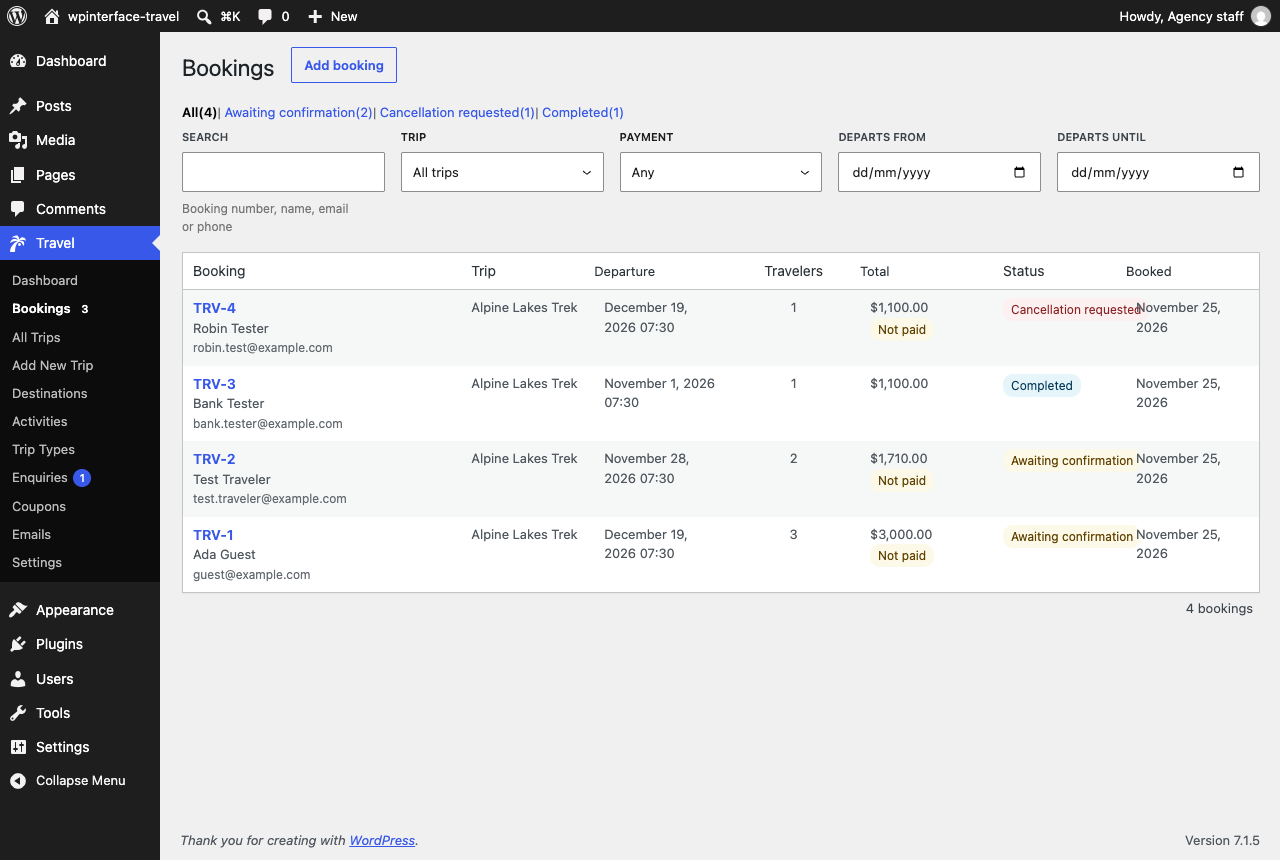 wpinterface-travel ⌘K 0 New Howdy, Agency staff
Dashboard
Posts
Media
Pages
Comments
Travel
Dashboard
Bookings 3
All Trips
Add New Trip
Destinations
Activities
Trip Types
Enquiries 1
Coupons
Emails
Settings
Appearance
Plugins
Users
Tools
Settings
Collapse Menu
Bookings Add booking
All(4)| Awaiting confirmation(2)| Cancellation requested(1)| Completed(1)
SEARCH TRIP PAYMENT DEPARTS FROM DEPARTS UNTIL
All trips Any dd/mm/yyyy dd/mm/yyyy
Booking number, name, email
or phone
Booking Trip Departure Travelers Total Status Booked
TRV-4 Alpine Lakes Trek December 19, 1 $1,100.00 Cancellation requested November 25,
Robin Tester 2026 07:30 Not paid 2026
robin.test@example.com
TRV-3 Alpine Lakes Trek November 1, 2026 1 $1,100.00 Completed November 25,
Bank Tester 07:30 2026
bank.tester@example.com
TRV-2 Alpine Lakes Trek November 28, 2 $1,710.00 Awaiting confirmation November 25,
Test Traveler 2026 07:30 Not paid 2026
test.traveler@example.com
TRV-1 Alpine Lakes Trek December 19, 3 $3,000.00 Awaiting confirmation November 25,
Ada Guest 2026 07:30 Not paid 2026
guest@example.com
4 bookings
Thank you for creating with WordPress. Version 7.1.5